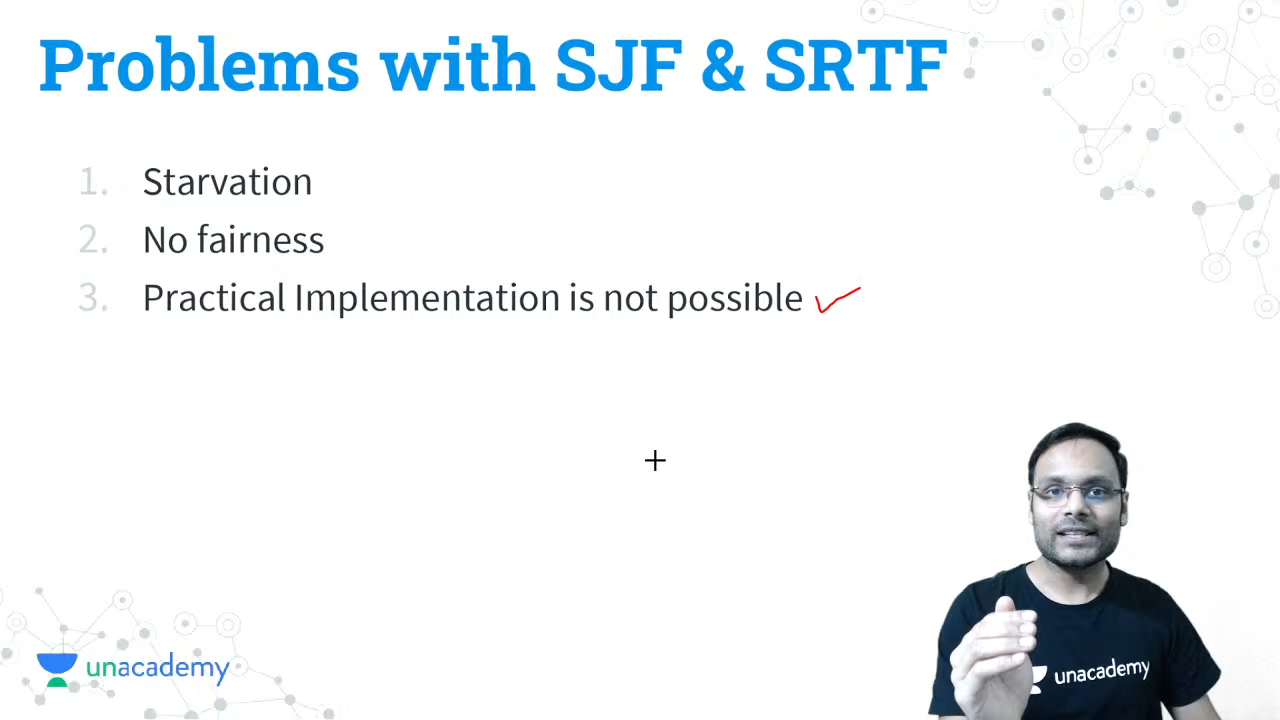 Problems with SJF & SRTF
1. Starvation
2. No fairness
3. Practical Implementation is not possible
unacademy
unacademy